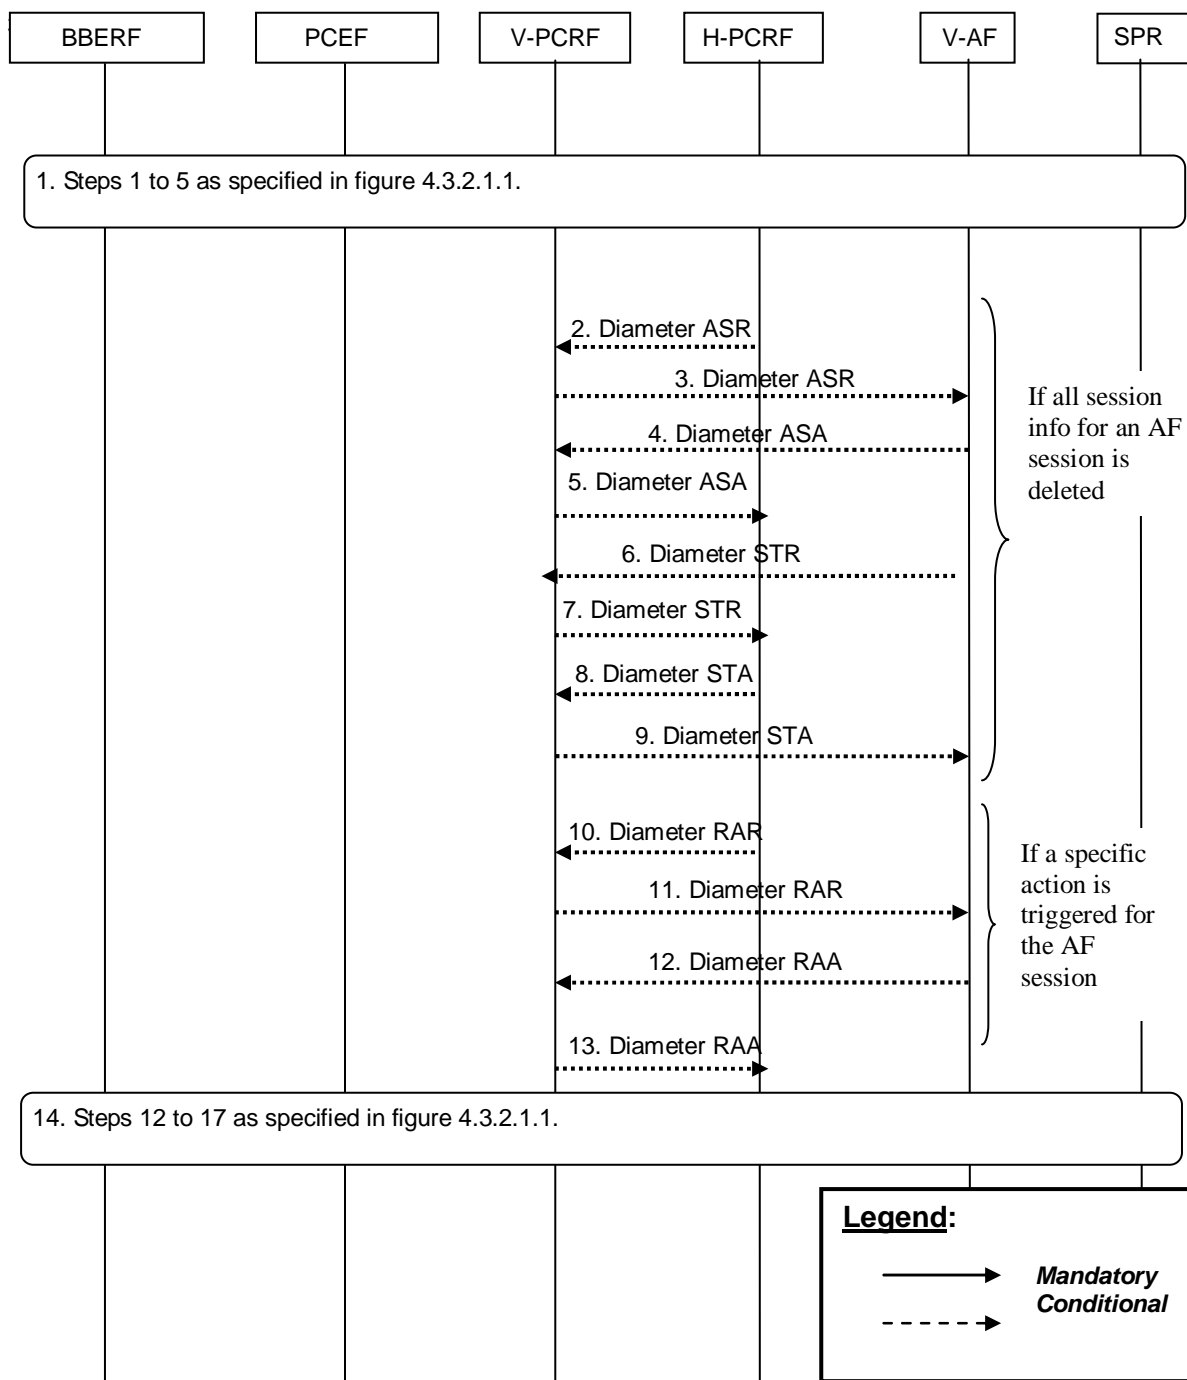 BBERF
PCEF
V-PCRF
H-PCRF
V-AF
SPR
1. Steps 1 to 5 as specified in figure 4.3.2.1.1.
2. Diameter ASR
3. Diameter ASR
4. Diameter ASA
5. Diameter ASA
6. Diameter STR
7. Diameter STR
8. Diameter STA
9. Diameter STA
If all session
info for an AF
session is
deleted
10. Diameter RAR
11. Diameter RAR
12. Diameter RAA
13. Diameter RAA
If a specific
action is
triggered for
the AF
session
14. Steps 12 to 17 as specified in figure 4.3.2.1.1.
Legend:
Mandatory
Conditional